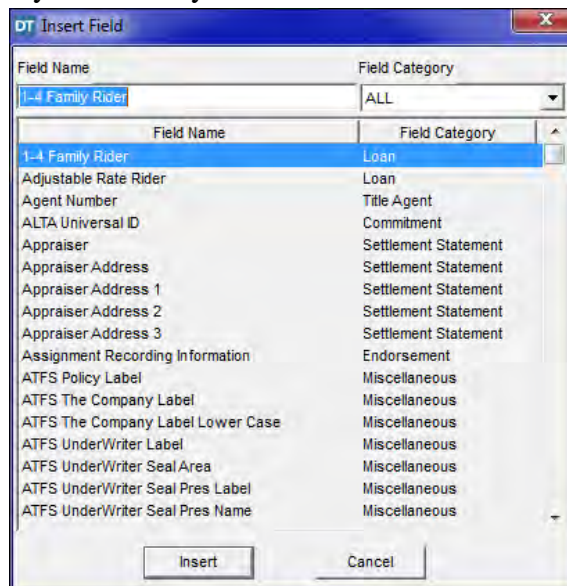 DT Insert Field
Field Name Field Category
1-4 Family Rider ALL
Field Name Field Category
1-4 Family Rider Loan
Adjustable Rate Rider Loan
Agent Number Title Agent
ALTA Universal ID Commitment
Appraiser Settlement Statement
Appraiser Address Settlement Statement
Appraiser Address 1 Settlement Statement
Appraiser Address 2 Settlement Statement
Appraiser Address 3 Settlement Statement
Assignment Recording Information Endorsement
ATFS Policy Label Miscellaneous
ATFS The Company Label Miscellaneous
ATFS The Company Label Lower Case Miscellaneous
ATFS UnderWriter Label Miscellaneous
ATFS UnderWriter Seal Area Miscellaneous
ATFS UnderWriter Seal Pres Label Miscellaneous
ATFS UnderWriter Seal Pres Name Miscellaneous
Insert Cancel